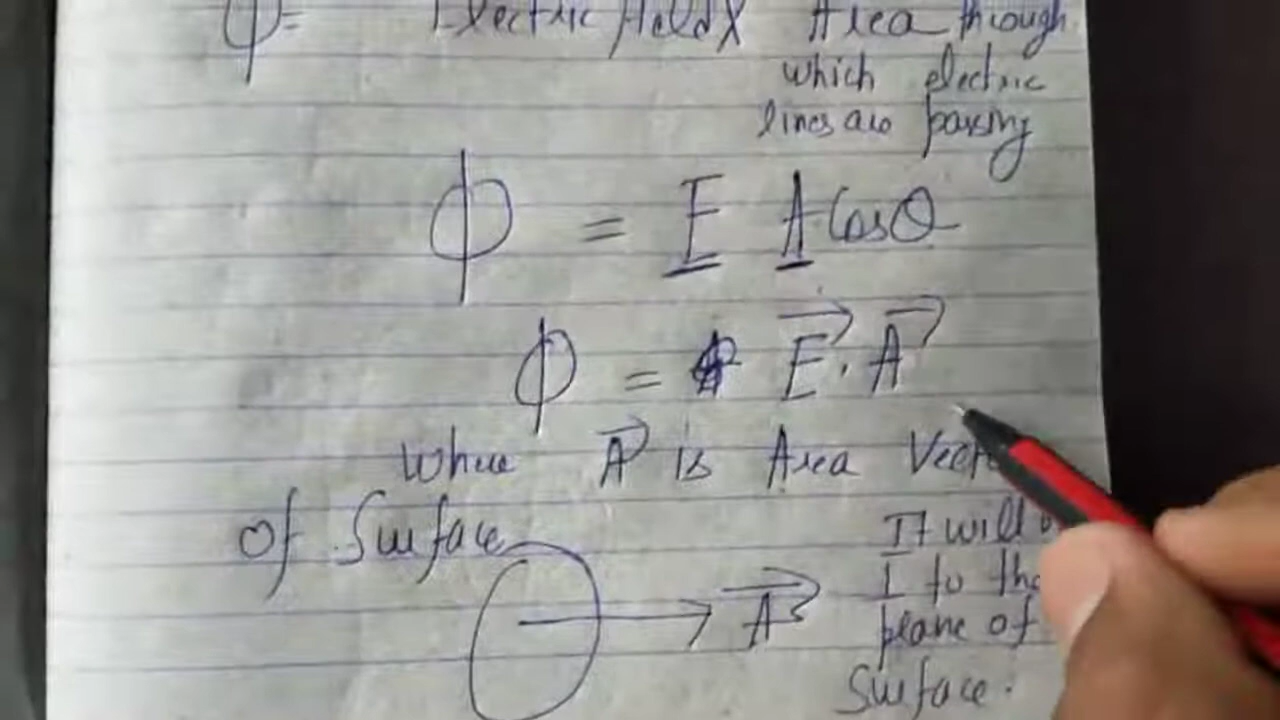 ϕ = Electric field X Area through
which electric
lines are passing
ϕ = E A Cosθ
ϕ = E⃗ · A⃗
Where A⃗ is Area Vect
of Surface
A⃗
It will
⊥ to the
plane of
Surface.